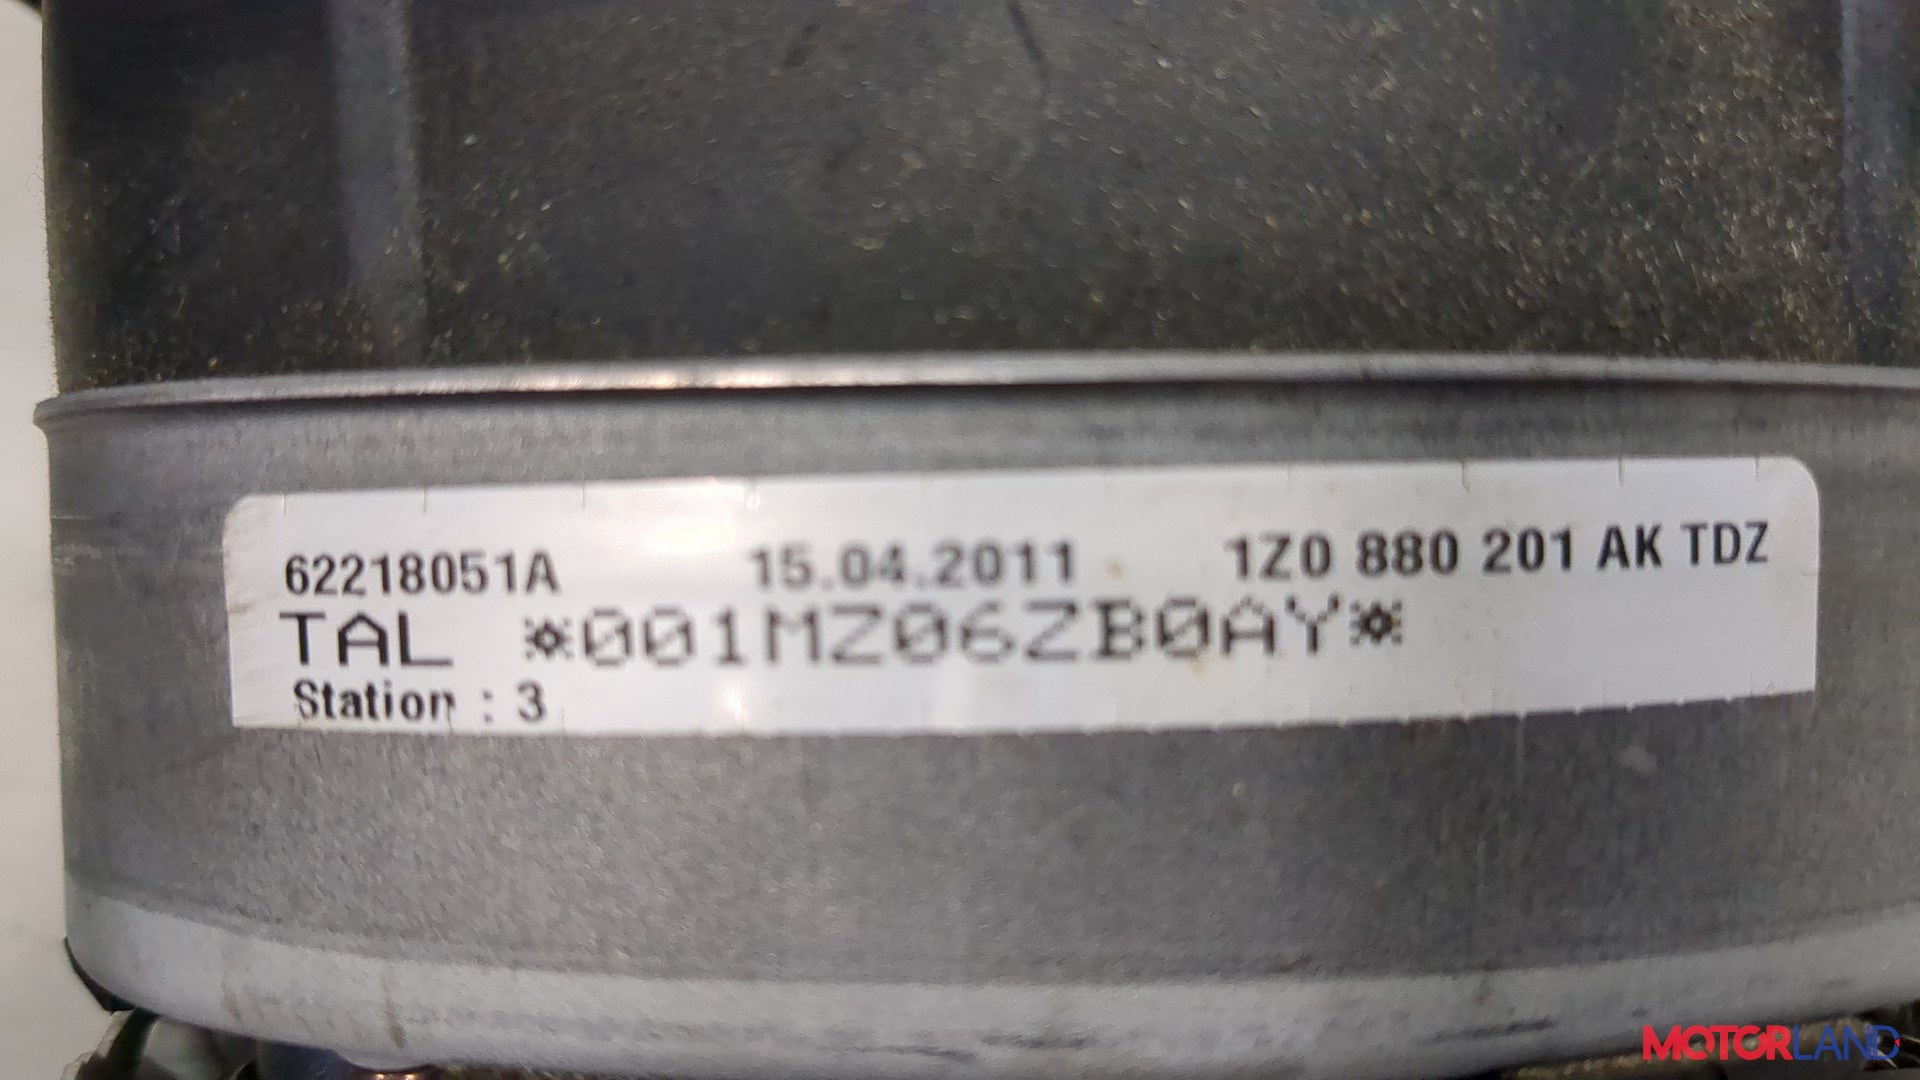 62218051A 15.04.2011 1Z0 880 201 AK TDZ
TAL *001MZ06ZB0AY*
Station : 3
MOTORLAND